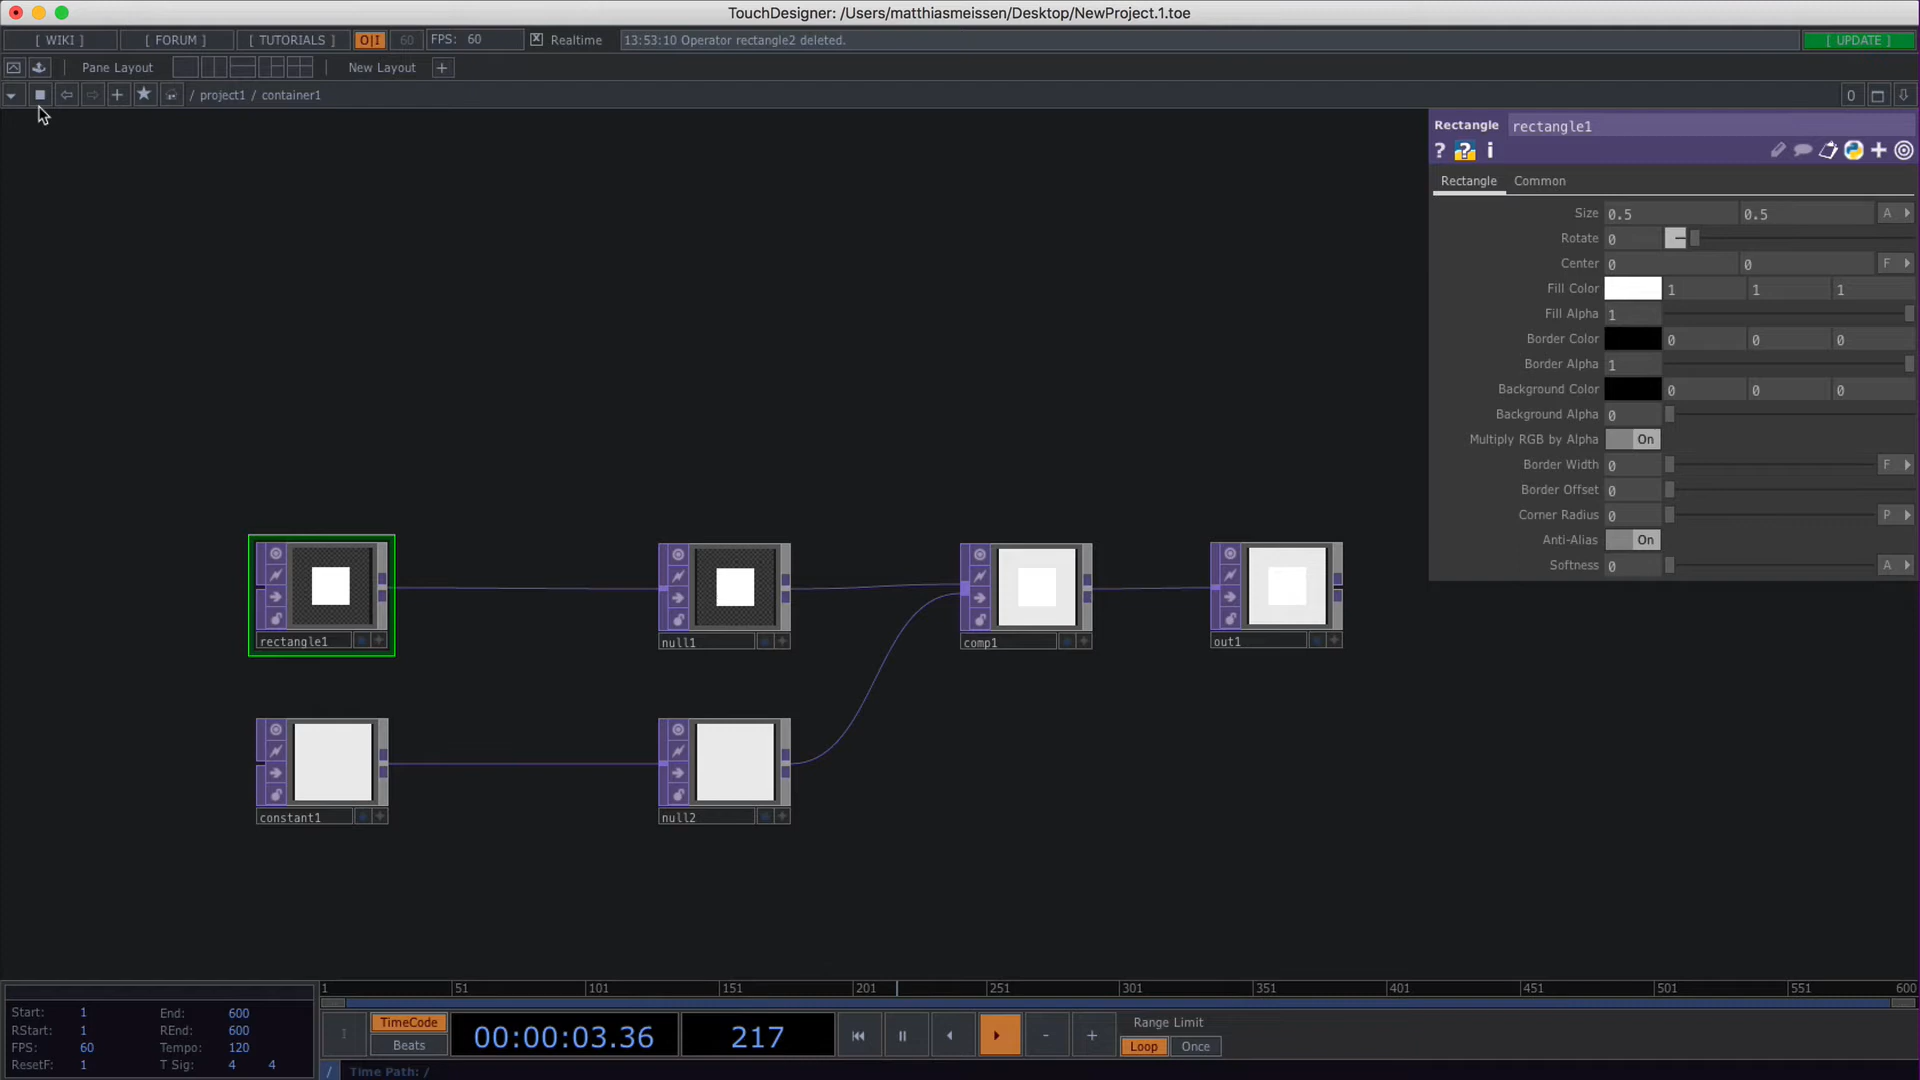 TouchDesigner: /Users/matthiasmeissen/Desktop/NewProject.1.toe
[ WIKI ] [ FORUM ] [ TUTORIALS ] O|I 60 FPS: 60 Realtime 13:53:10 Operator rectangle2 deleted. [ UPDATE ]
Pane Layout New Layout +
/ project1 / container1 0
Rectangle rectangle1
? ? i
Rectangle Common
Size 0.5 0.5 A
Rotate 0
Center 0 0 F
Fill Color 1 1 1
Fill Alpha 1
Border Color 0 0 0
Border Alpha 1
Background Color 0 0 0
Background Alpha 0
Multiply RGB by Alpha On
Border Width 0 F
Border Offset 0
Corner Radius 0 P
Anti-Alias On
Softness 0 A
rectangle1 null1 comp1 out1
constant1 null2
1 51 101 151 201 251 301 351 401 451 501 551 600
Start: 1 End: 600
RStart: 1 REnd: 600
FPS: 60 Tempo: 120
ResetF: 1 T Sig: 4 4
TimeCode
Beats
00:00:03.36 217
- +
Range Limit
Loop Once
/ Time Path: /